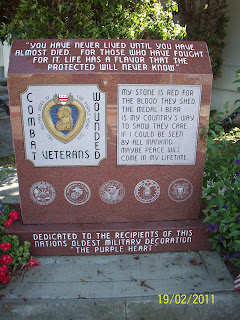 "YOU HAVE NEVER LIVED UNTIL YOU HAVE
ALMOST DIED. FOR THOSE WHO HAVE FOUGHT
FOR IT LIFE HAS A FLAVOR THAT THE
PROTECTED WILL NEVER KNOW"
COMBAT
WOUNDED
VETERANS
MY STONE IS RED FOR
THE BLOOD THEY SHED.
THE MEDAL I BEAR
IS MY COUNTRY'S WAY
TO SHOW THEY CARE.
IF I COULD BE SEEN
BY ALL MANKIND
MAYBE PEACE WILL
COME IN MY LIFETIME.
DEDICATED TO THE RECIPIENTS OF THIS
NATIONS OLDEST MILITARY DECORATION
"THE PURPLE HEART"
19/02/2011